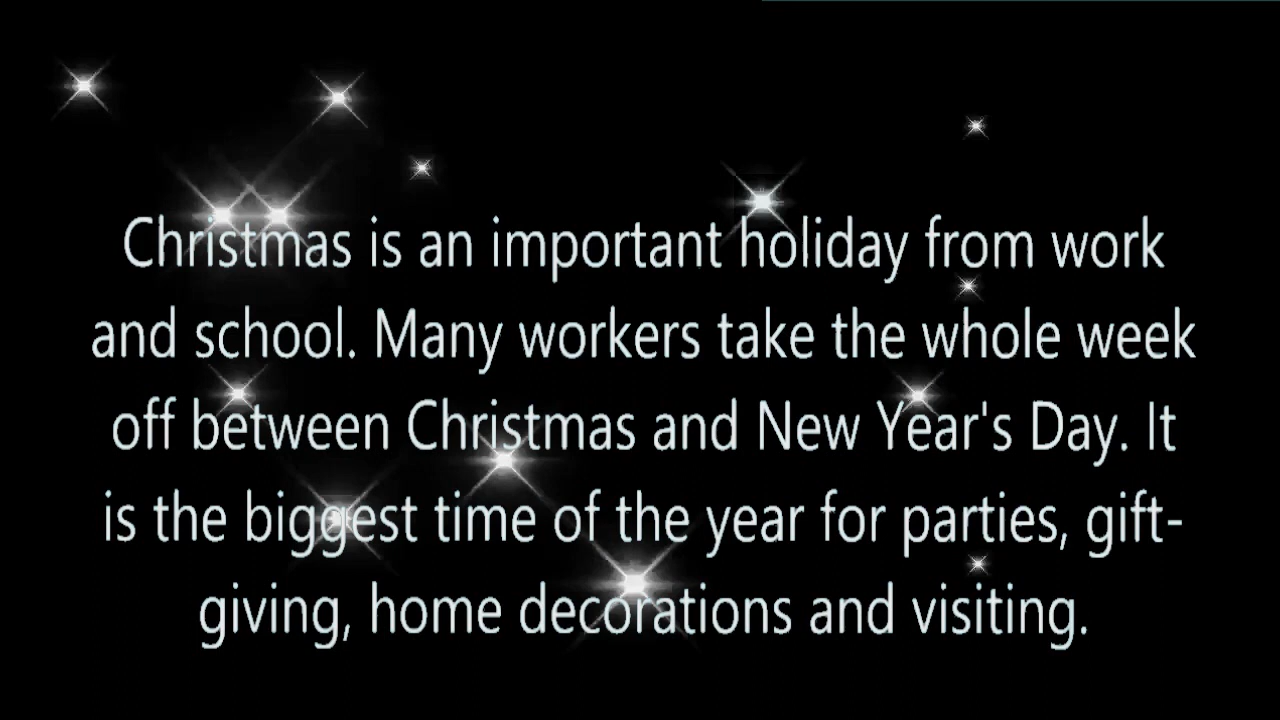 Christmas is an important holiday from work
and school. Many workers take the whole week
off between Christmas and New Year's Day. It
is the biggest time of the year for parties, gift-
giving, home decorations and visiting.